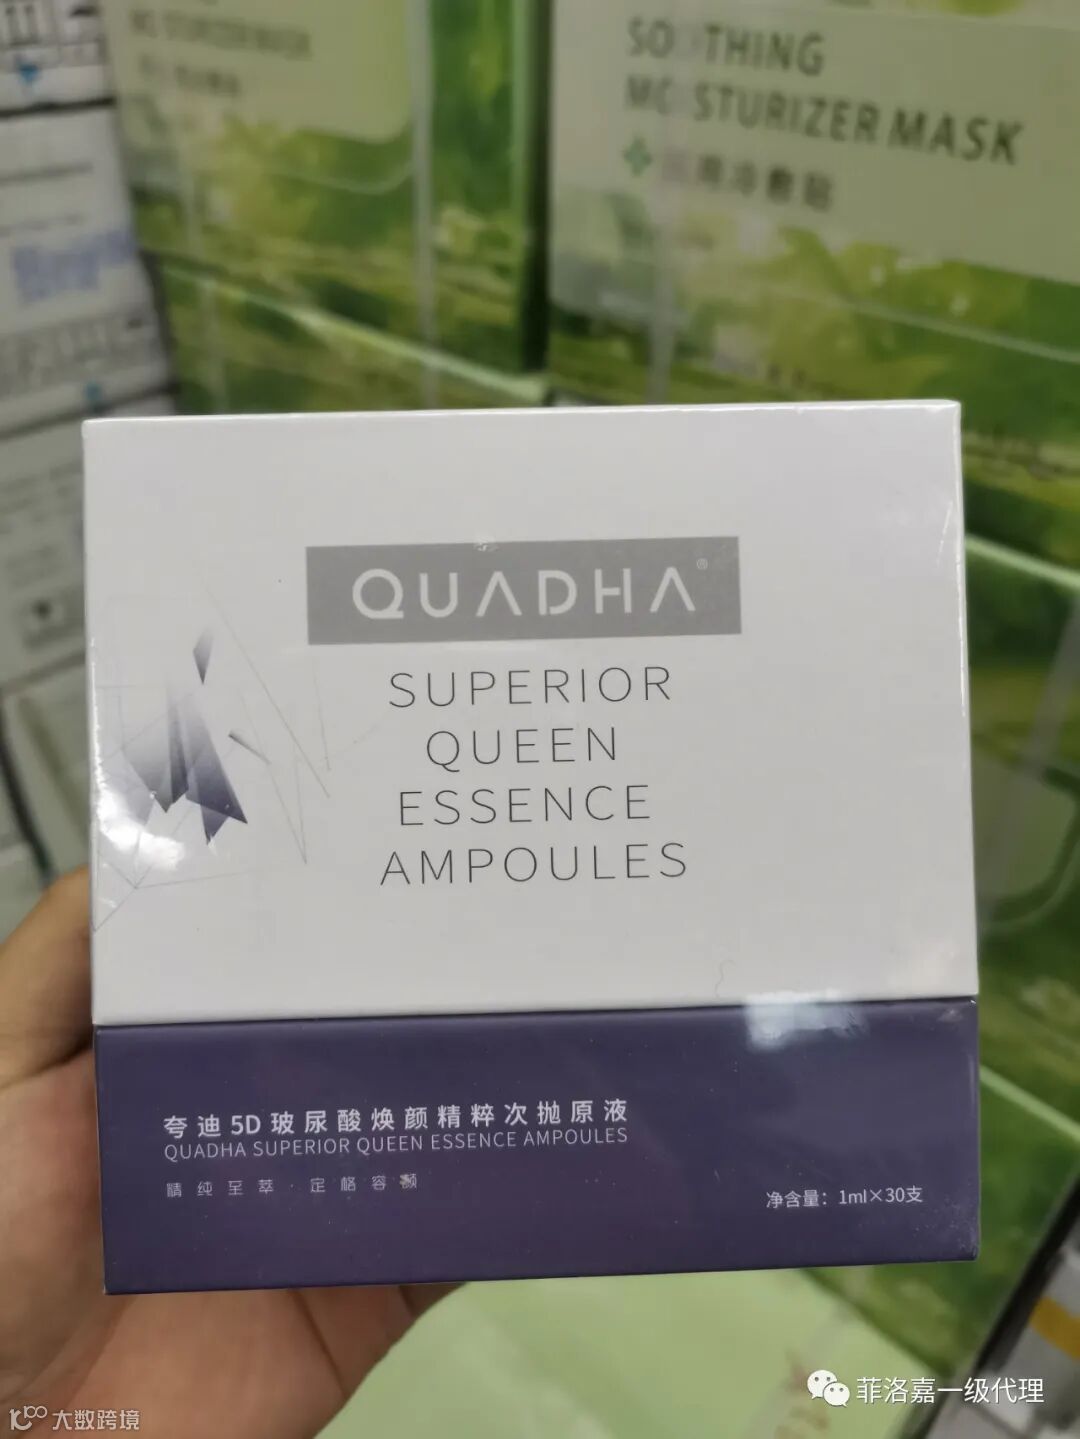 SOOTHING
MOISTURIZER MASK
QUADHA®
SUPERIOR
QUEEN
ESSENCE
AMPOULES
夸迪5D玻尿酸焕颜精粹次抛原液
QUADHA SUPERIOR QUEEN ESSENCE AMPOULES
精纯至萃·定格容颜
净含量：1ml×30支
菲洛嘉一级代理
大数跨境